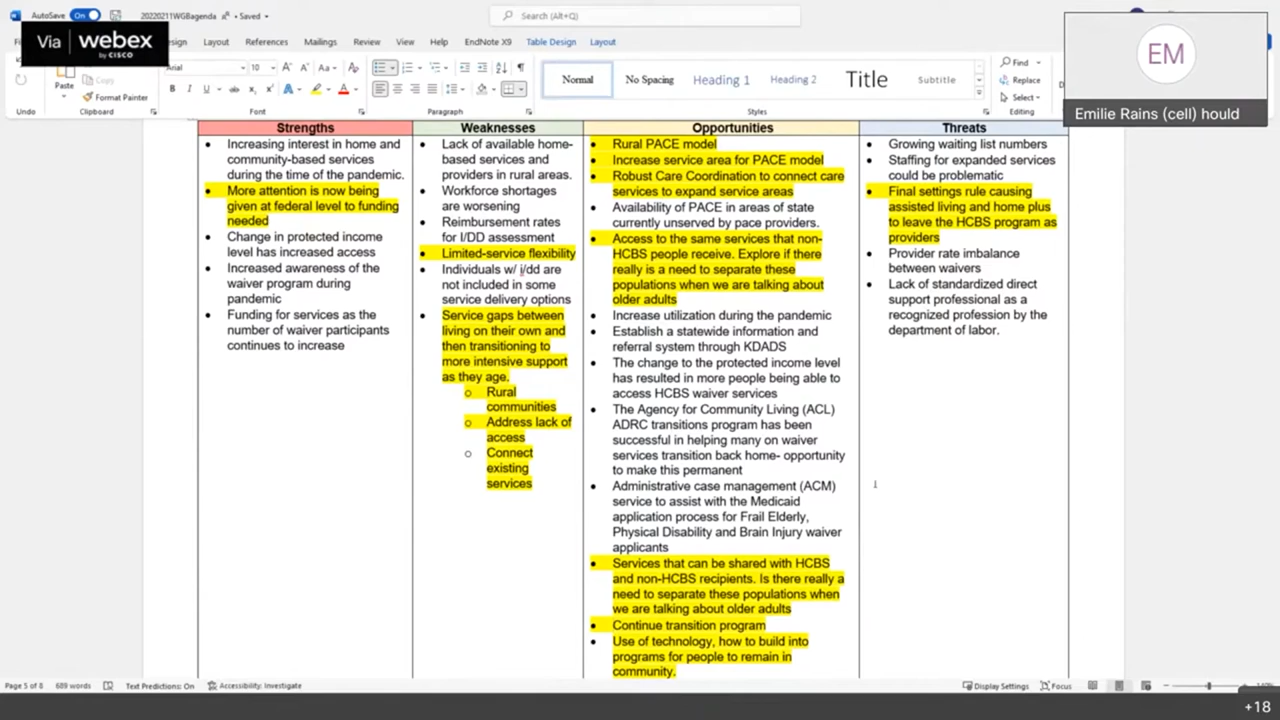 AutoSave On 20220211WGBagenda • Saved Search (Alt+Q)
Via webex by CISCO
EM
Emilie Rains (cell) hould
Layout References Mailings Review View Help EndNote X9 Table Design Layout
Paste Copy Format Painter
Arial 10
Normal No Spacing Heading 1 Heading 2 Title Subtitle
Find Replace Select
Undo Clipboard Font Paragraph Styles Editing
Strengths
• Increasing interest in home and
community-based services
during the time of the pandemic.
• More attention is now being
given at federal level to funding
needed
• Change in protected income
level has increased access
• Increased awareness of the
waiver program during
pandemic
• Funding for services as the
number of waiver participants
continues to increase
Weaknesses
• Lack of available home-
based services and
providers in rural areas.
• Workforce shortages
are worsening
• Reimbursement rates
for I/DD assessment
• Limited-service flexibility
• Individuals w/ i/dd are
not included in some
service delivery options
• Service gaps between
living on their own and
then transitioning to
more intensive support
as they age.
o Rural
communities
o Address lack of
access
o Connect
existing
services
Opportunities
• Rural PACE model
• Increase service area for PACE model
• Robust Care Coordination to connect care
services to expand service areas
• Availability of PACE in areas of state
currently unserved by pace providers.
• Access to the same services that non-
HCBS people receive. Explore if there
really is a need to separate these
populations when we are talking about
older adults
• Increase utilization during the pandemic
• Establish a statewide information and
referral system through KDADS
• The change to the protected income level
has resulted in more people being able to
access HCBS waiver services
• The Agency for Community Living (ACL)
ADRC transitions program has been
successful in helping many on waiver
services transition back home- opportunity
to make this permanent
• Administrative case management (ACM)
service to assist with the Medicaid
application process for Frail Elderly,
Physical Disability and Brain Injury waiver
applicants
• Services that can be shared with HCBS
and non-HCBS recipients. Is there really a
need to separate these populations when
we are talking about older adults
• Continue transition program
• Use of technology, how to build into
programs for people to remain in
community.
Threats
• Growing waiting list numbers
• Staffing for expanded services
could be problematic
• Final settings rule causing
assisted living and home plus
to leave the HCBS program as
providers
• Provider rate imbalance
between waivers
• Lack of standardized direct
support professional as a
recognized profession by the
department of labor.
Page 5 of 8 689 words Text Predictions: On Accessibility: Investigate Display Settings Focus
+18